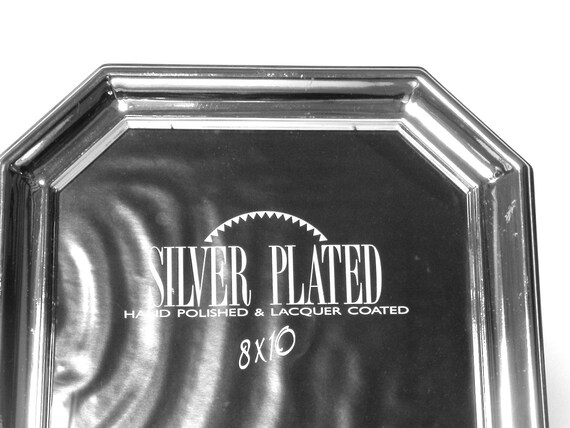 SILVER PLATED
HAND POLISHED & LACQUER COATED
8X10